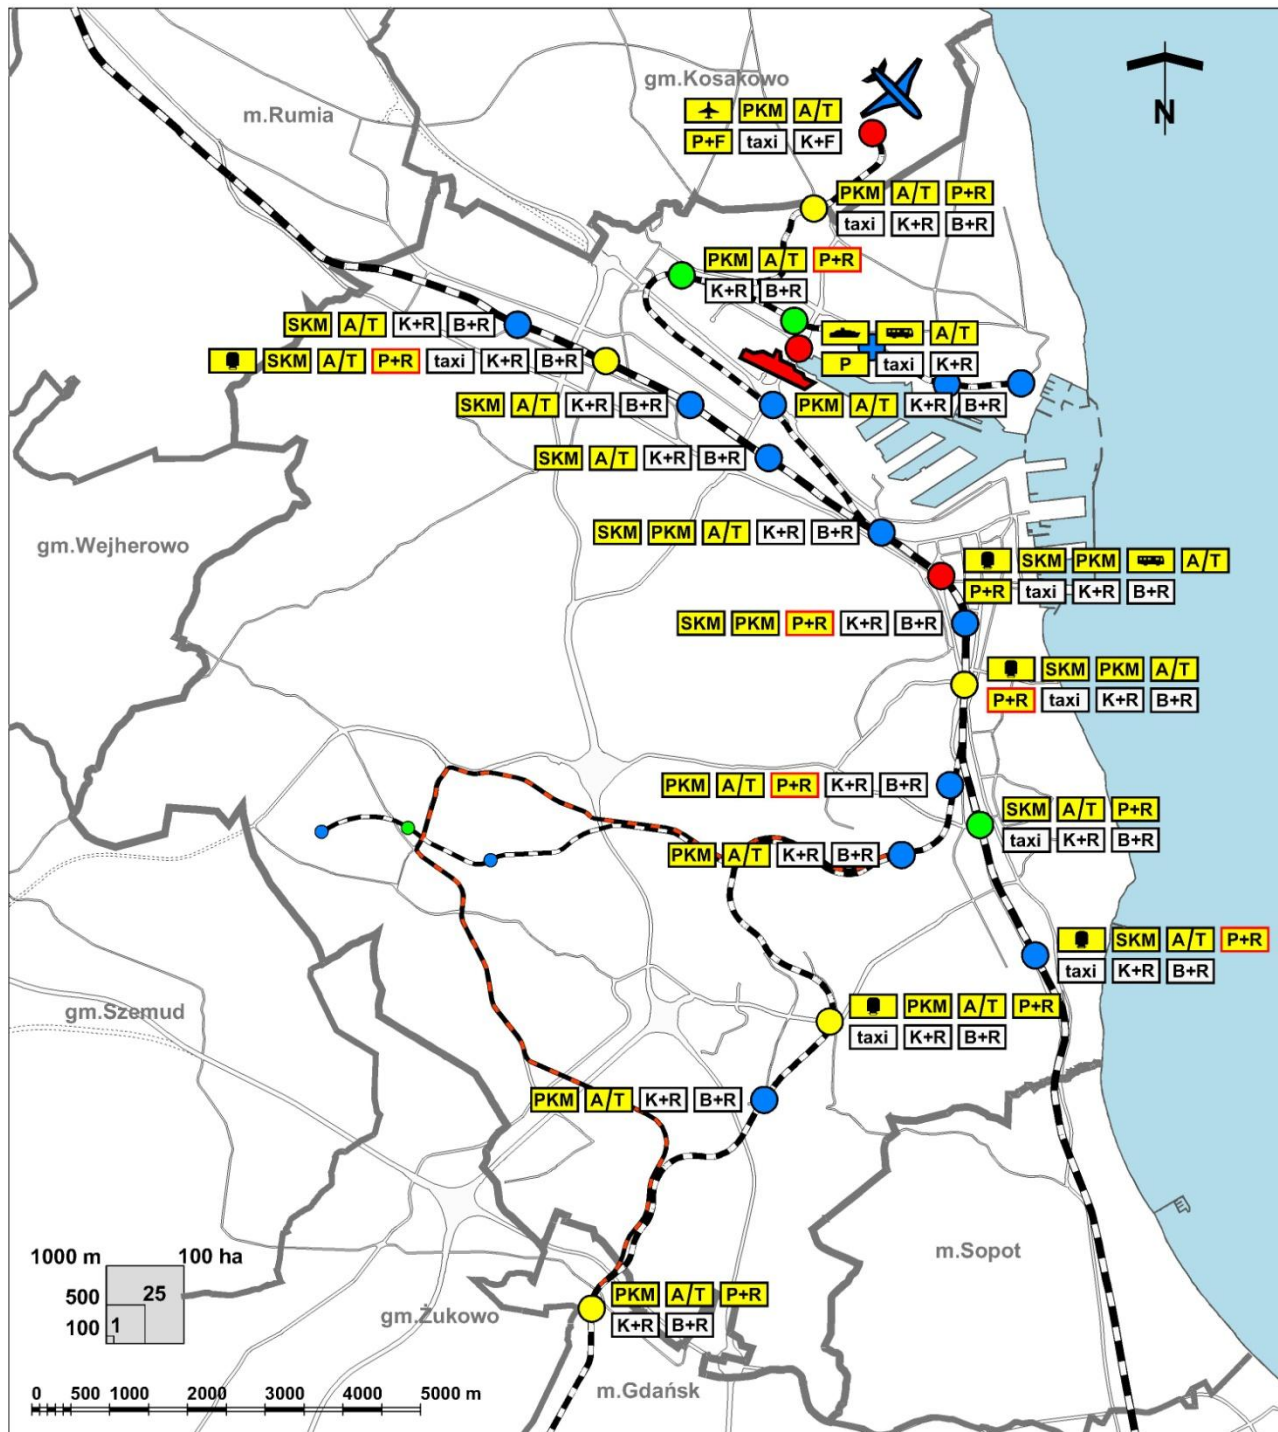 gm.Kosakowo
m.Rumia
N
PKM A/T
P+F taxi K+F
PKM A/T P+R
taxi K+R B+R
PKM A/T P+R
K+R B+R
SKM A/T K+R B+R
A/T
P taxi K+R
SKM A/T P+R taxi K+R B+R
SKM A/T K+R B+R
PKM A/T K+R B+R
SKM A/T K+R B+R
SKM PKM A/T K+R B+R
gm.Wejherowo
SKM PKM A/T
P+R taxi K+R B+R
SKM PKM P+R K+R B+R
SKM PKM A/T
P+R taxi K+R B+R
PKM A/T P+R K+R B+R
SKM A/T P+R
taxi K+R B+R
PKM A/T K+R B+R
SKM A/T P+R
taxi K+R B+R
gm.Szemud
PKM A/T P+R
taxi K+R B+R
PKM A/T K+R B+R
m.Sopot
1000 m 100 ha
500 25
100 1
PKM A/T P+R
K+R B+R
gm.Żukowo
m.Gdańsk
0 500 1000 2000 3000 4000 5000 m